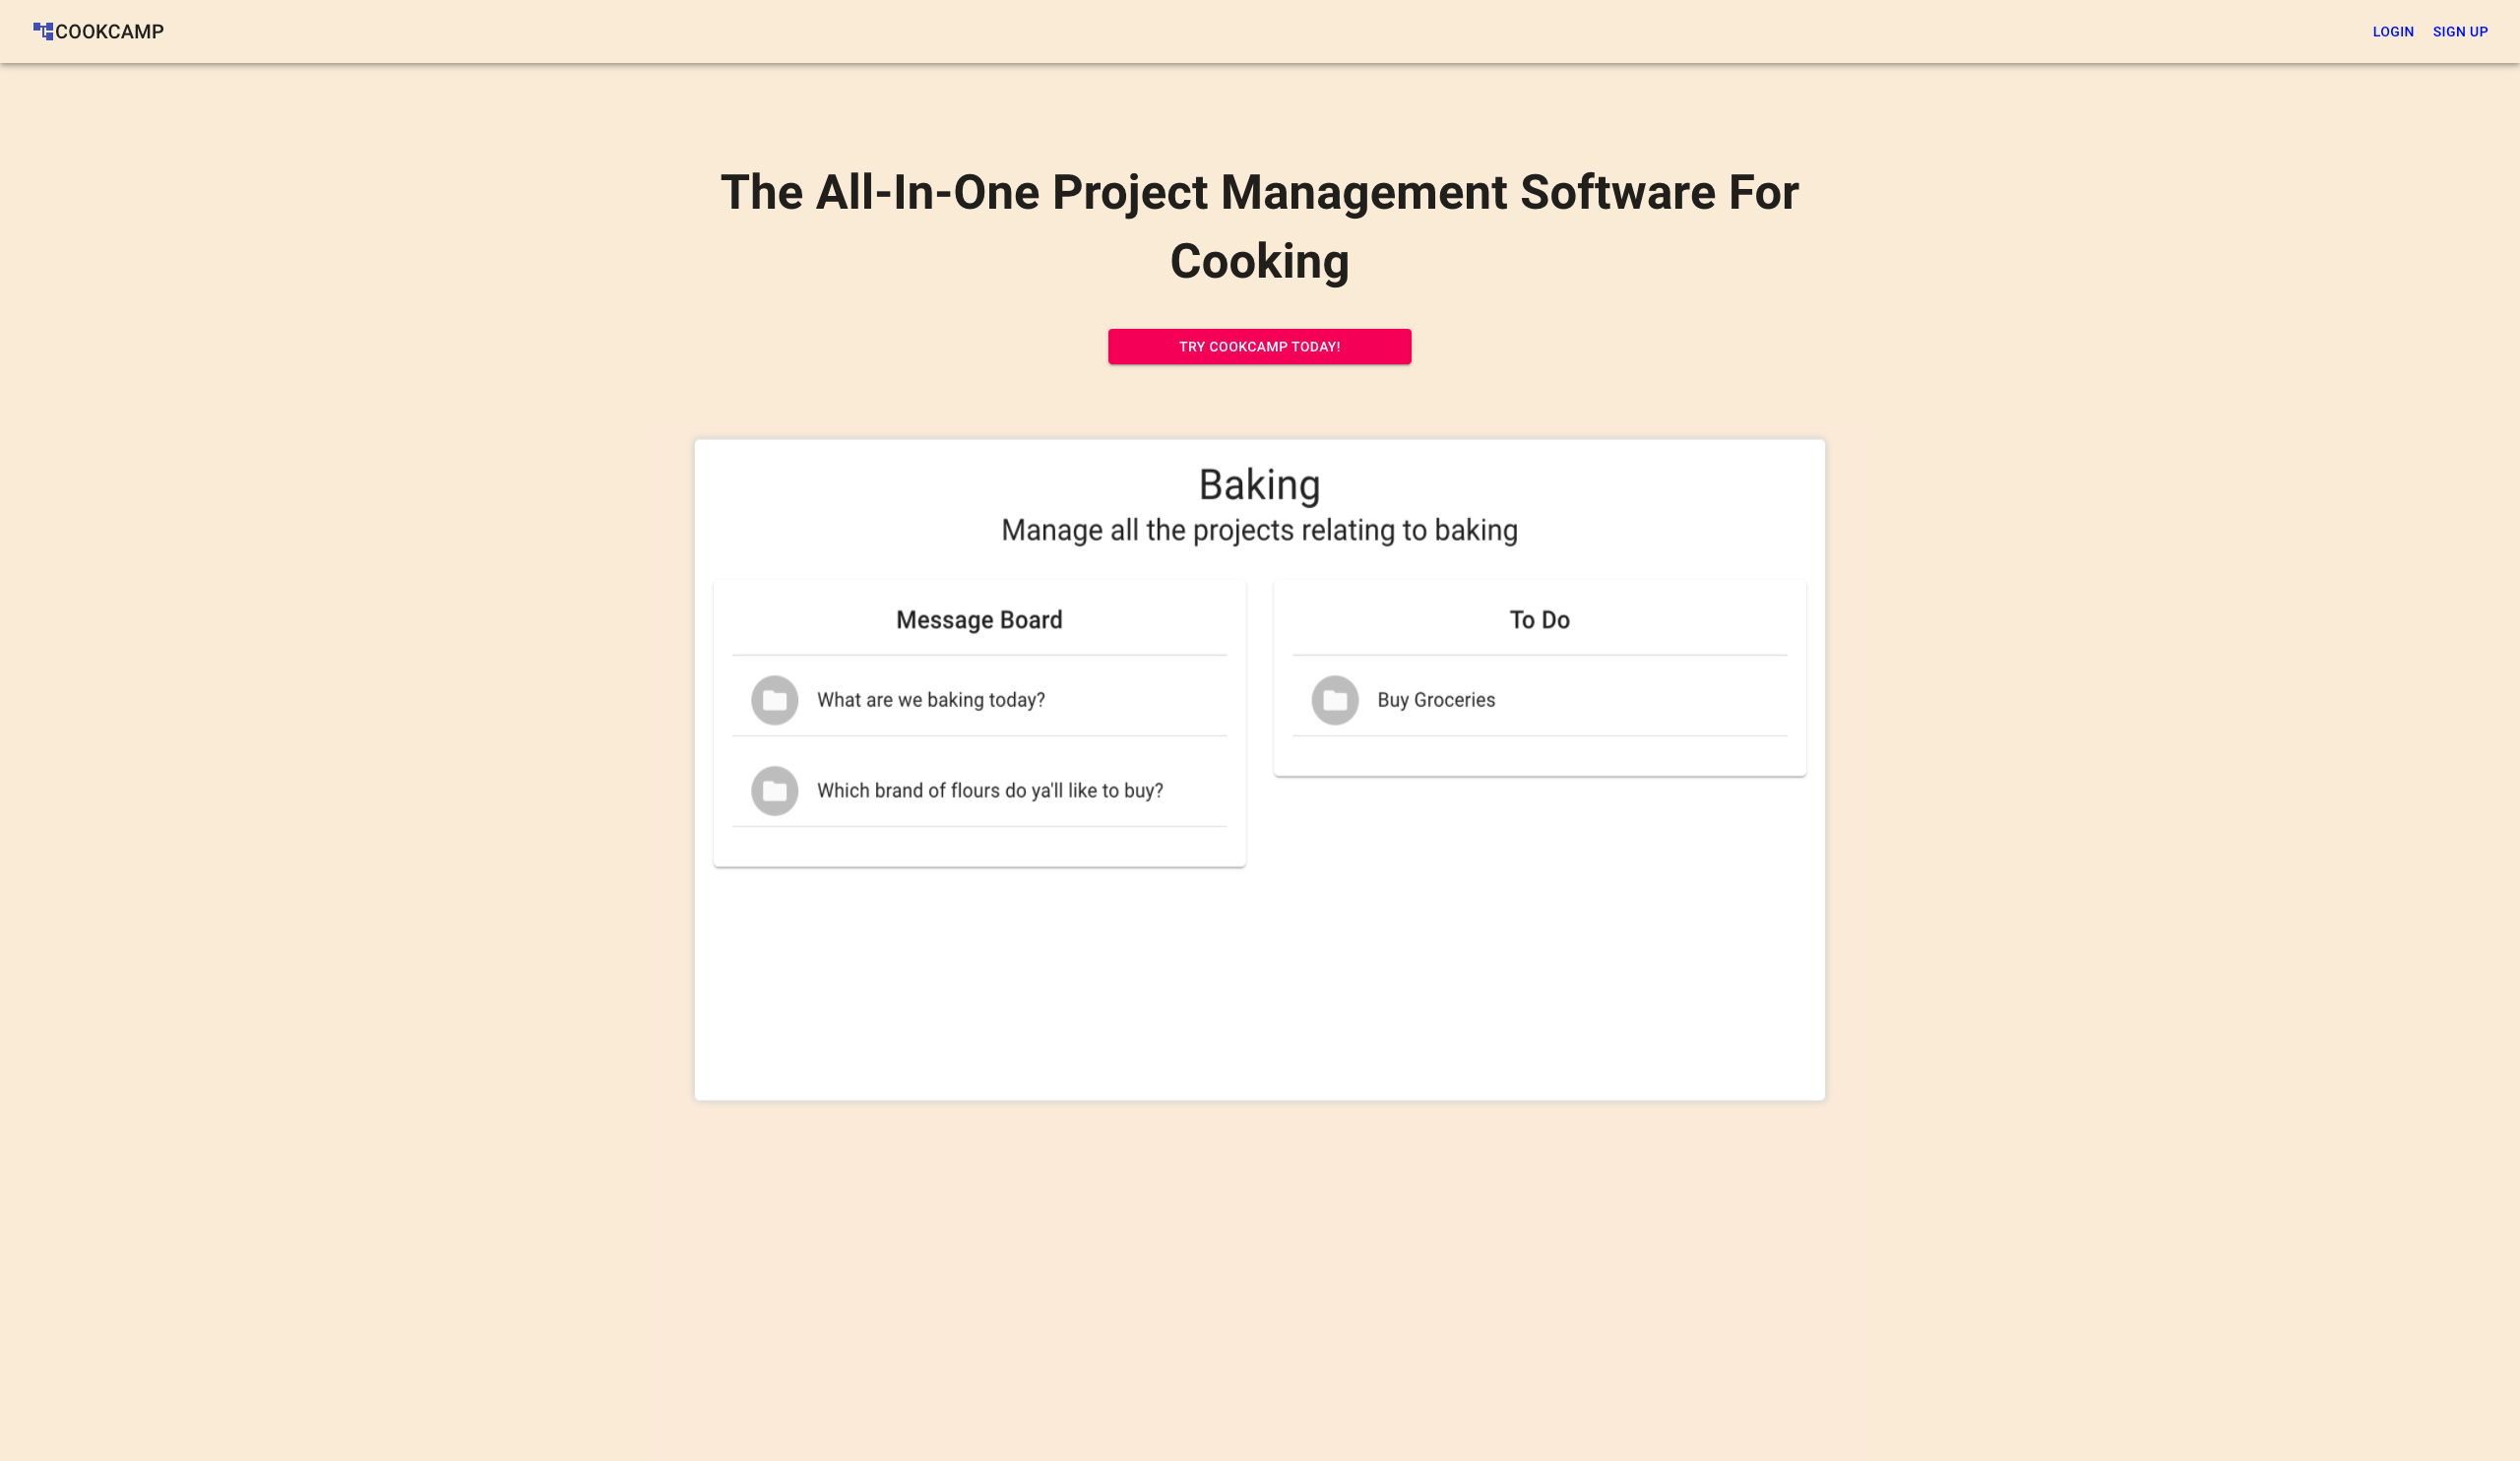 COOKCAMP
LOGIN SIGN UP
The All-In-One Project Management Software For
Cooking
TRY COOKCAMP TODAY!
Baking
Manage all the projects relating to baking
Message Board
What are we baking today?
Which brand of flours do ya'll like to buy?
To Do
Buy Groceries